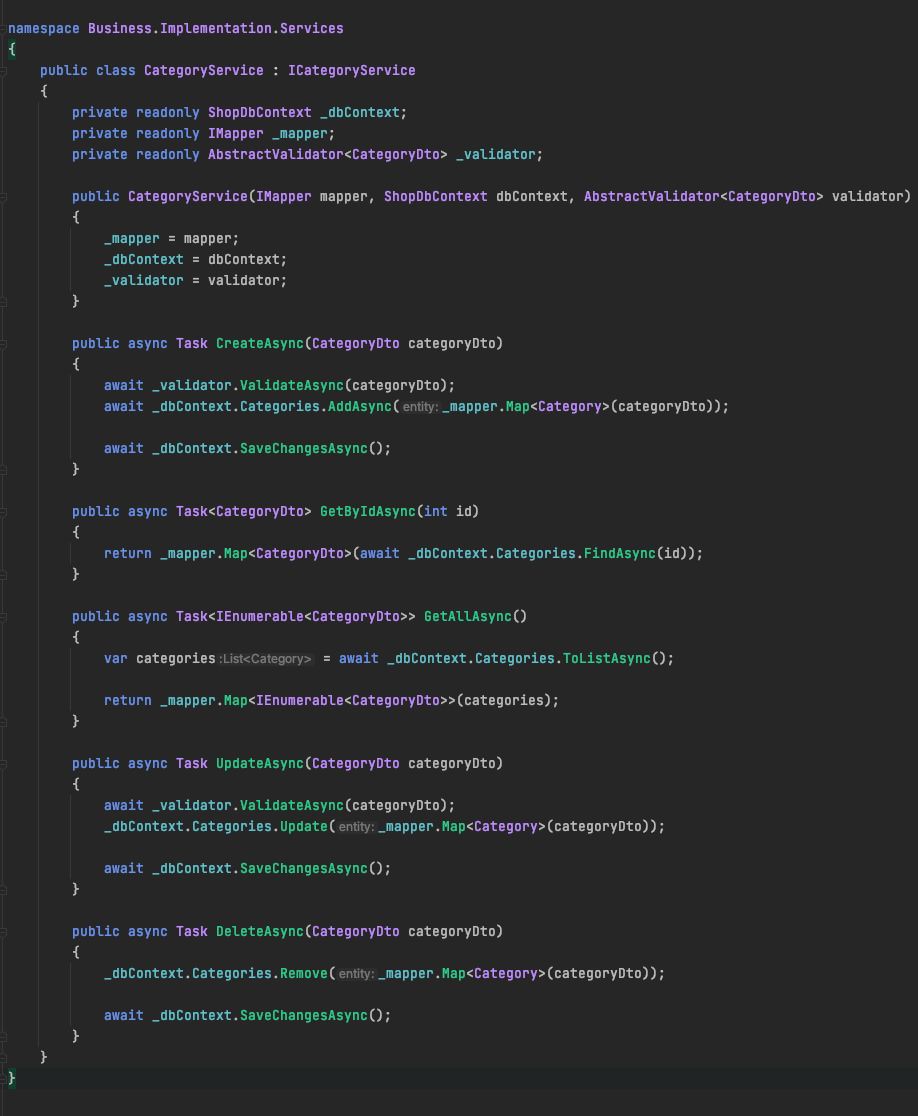 namespace Business.Implementation.Services
{
    public class CategoryService : ICategoryService
    {
        private readonly ShopDbContext _dbContext;
        private readonly IMapper _mapper;
        private readonly AbstractValidator<CategoryDto> _validator;

        public CategoryService(IMapper mapper, ShopDbContext dbContext, AbstractValidator<CategoryDto> validator)
        {
            _mapper = mapper;
            _dbContext = dbContext;
            _validator = validator;
        }

        public async Task CreateAsync(CategoryDto categoryDto)
        {
            await _validator.ValidateAsync(categoryDto);
            await _dbContext.Categories.AddAsync( entity: _mapper.Map<Category>(categoryDto));

            await _dbContext.SaveChangesAsync();
        }

        public async Task<CategoryDto> GetByIdAsync(int id)
        {
            return _mapper.Map<CategoryDto>(await _dbContext.Categories.FindAsync(id));
        }

        public async Task<IEnumerable<CategoryDto>> GetAllAsync()
        {
            var categories :List<Category> = await _dbContext.Categories.ToListAsync();

            return _mapper.Map<IEnumerable<CategoryDto>>(categories);
        }

        public async Task UpdateAsync(CategoryDto categoryDto)
        {
            await _validator.ValidateAsync(categoryDto);
            _dbContext.Categories.Update( entity: _mapper.Map<Category>(categoryDto));

            await _dbContext.SaveChangesAsync();
        }

        public async Task DeleteAsync(CategoryDto categoryDto)
        {
            _dbContext.Categories.Remove( entity: _mapper.Map<Category>(categoryDto));

            await _dbContext.SaveChangesAsync();
        }
    }
}